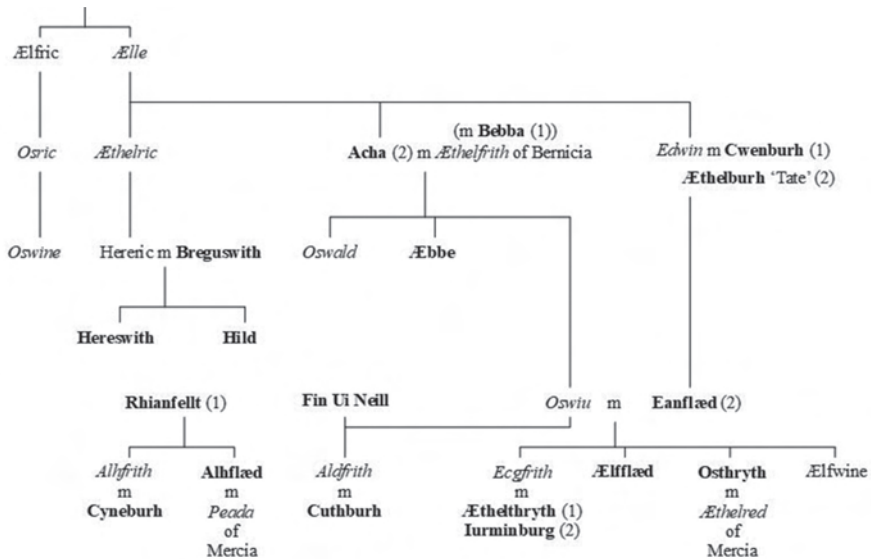 Ælfric Ælle
(m Bebba (1))
Osric Æthelric Acha (2) m Æthelfrith of Bernicia Edwin m Cwenburh (1)
Æthelburh ‘Tate’ (2)
Oswine Hereric m Breguswith Oswald Æbbe
Hereswith Hild
Rhianfellt (1) Fin Ui Neill Oswiu m Eanflæd (2)
Alhfrith Alhflæd Aldfrith Ecgfrith Ælfflæd Osthryth Ælfwine
m m m m m
Cyneburh Peada Cuthburh Æthelthryth (1) Æthelred
of Iurminburg (2) of
Mercia Mercia